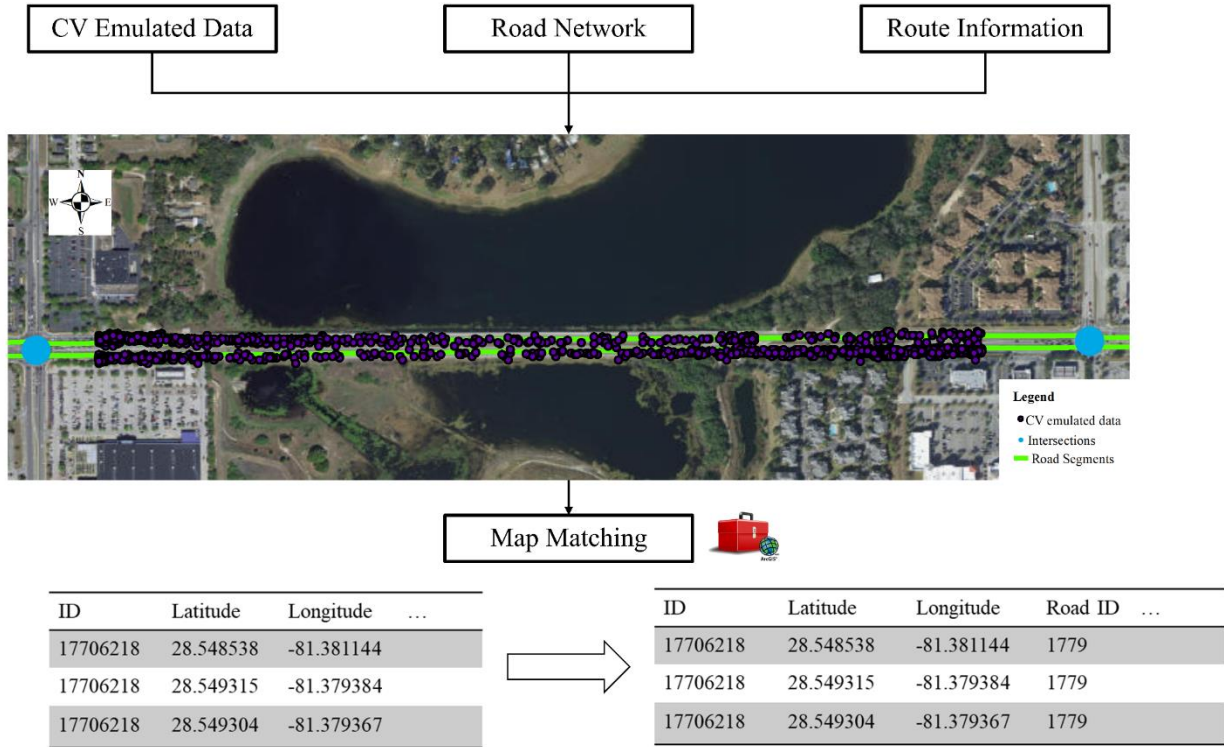 CV Emulated Data
Road Network
Route Information
N
W E
S
Legend
CV emulated data
Intersections
Road Segments
Map Matching
ArcGIS
ID Latitude Longitude …
17706218 28.548538 -81.381144
17706218 28.549315 -81.379384
17706218 28.549304 -81.379367
ID Latitude Longitude Road ID …
17706218 28.548538 -81.381144 1779
17706218 28.549315 -81.379384 1779
17706218 28.549304 -81.379367 1779